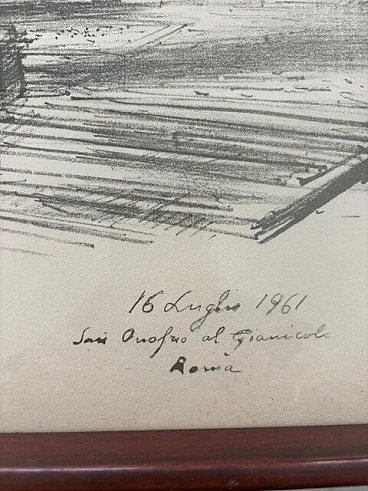 16 Luglio 1961
San Onofrio al Gianicolo
Roma